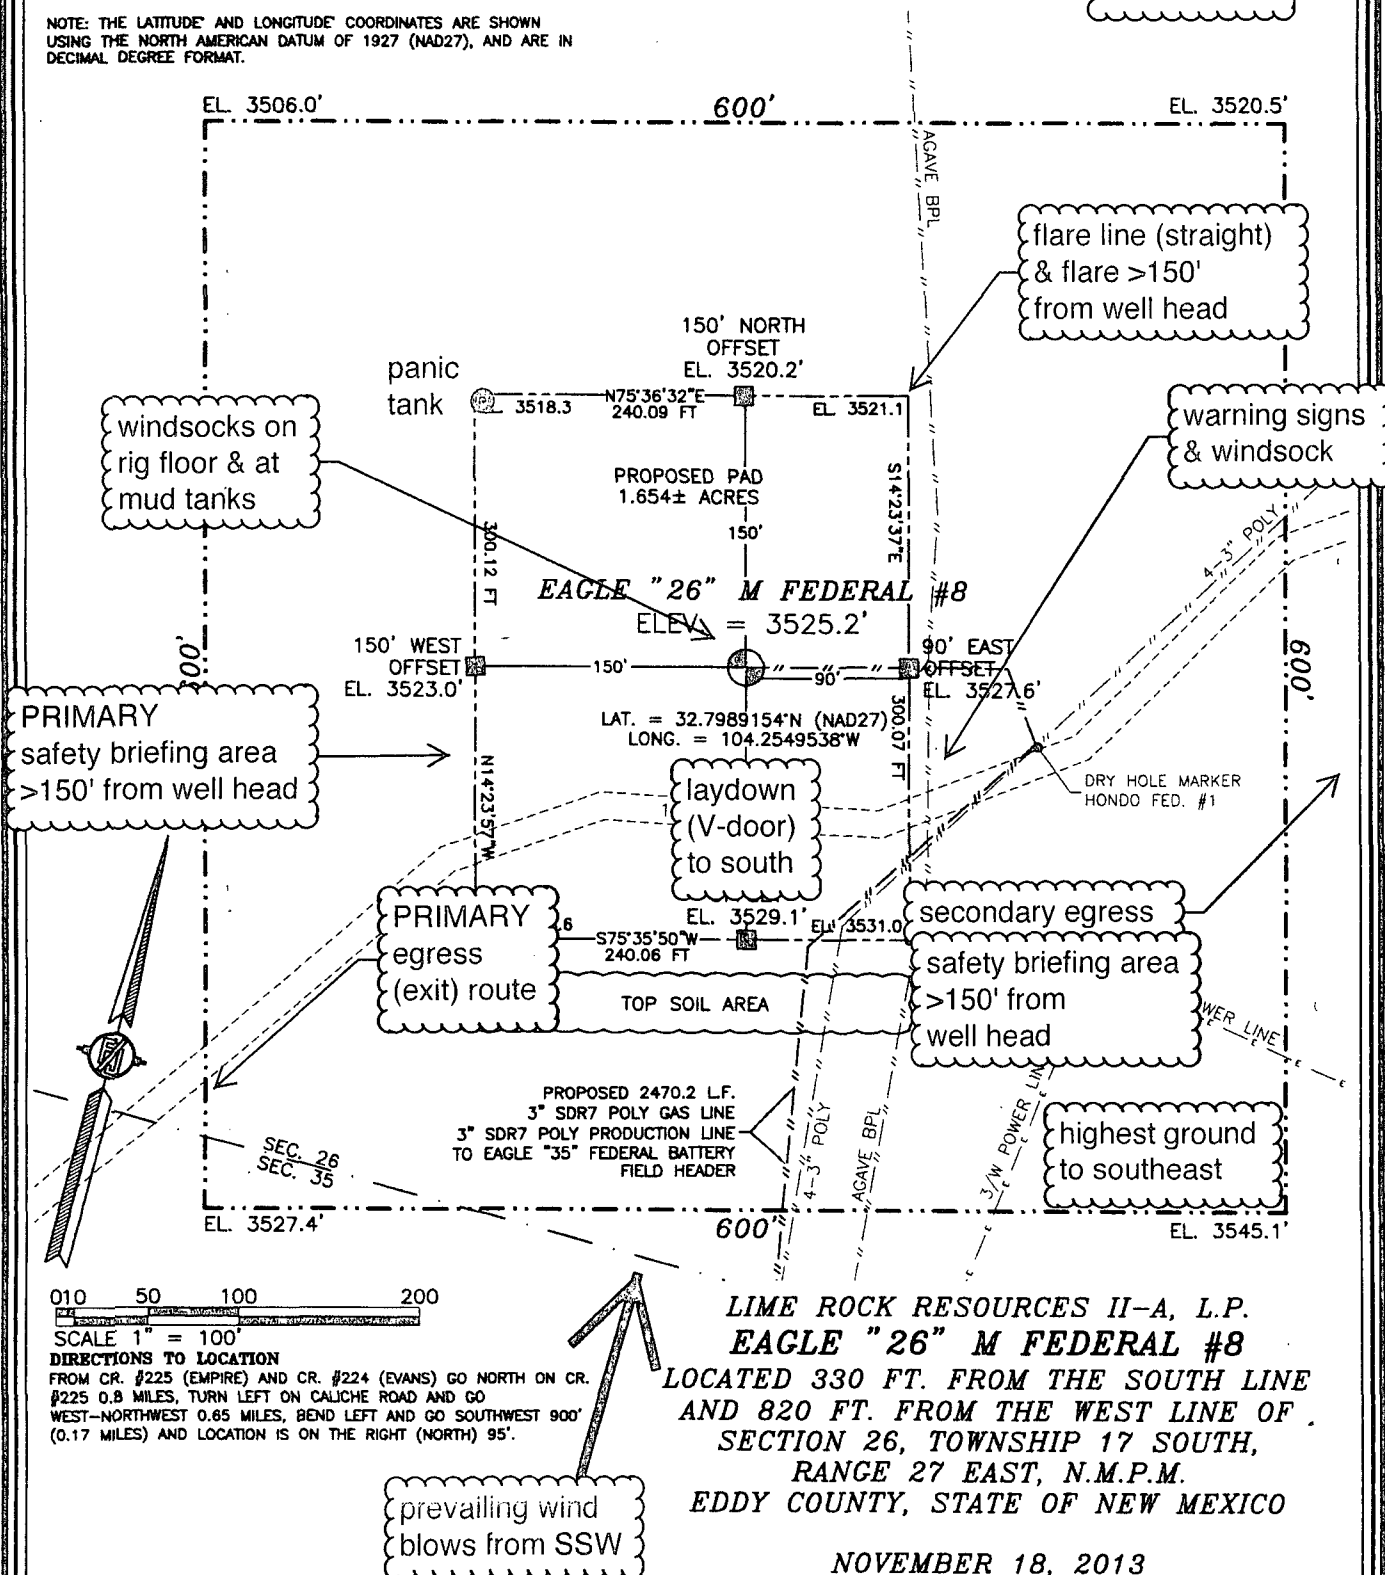 NOTE: THE LATITUDE AND LONGITUDE COORDINATES ARE SHOWN
USING THE NORTH AMERICAN DATUM OF 1927 (NAD27), AND ARE IN
DECIMAL DEGREE FORMAT.
EL. 3506.0'
600'
EL. 3520.5'
AGAVE BPL
flare line (straight)
& flare >150'
from well head
150' NORTH
OFFSET
EL. 3520.2'
panic
tank
3518.3
N75°36'32"E
240.09 FT
EL 3521.1
windsocks on
rig floor & at
mud tanks
warning signs
& windsock
PROPOSED PAD
1.654± ACRES
150'
S14°23'37"E
300.12 FT
4-3" POLY
EAGLE "26" M FEDERAL #8
ELEV. = 3525.2'
150' WEST
OFFSET
EL. 3523.0'
150'
90'
90' EAST
OFFSET
EL. 3527.6'
600'
PRIMARY
safety briefing area
>150' from well head
LAT. = 32.7989154°N (NAD27)
LONG. = 104.2549538°W
300.07 FT
N14°23'57"W
laydown
(V-door)
to south
DRY HOLE MARKER
HONDO FED. #1
PRIMARY
egress
(exit) route
.6
S75°35'50"W
240.06 FT
EL. 3529.1'
EL. 3531.0
secondary egress
safety briefing area
>150' from
well head
TOP SOIL AREA
WER LINE
PROPOSED 2470.2 L.F.
3" SDR7 POLY GAS LINE
3" SDR7 POLY PRODUCTION LINE
TO EAGLE "35" FEDERAL BATTERY
FIELD HEADER
4-3" POLY
AGAVE BPL
3/W POWER LIN
highest ground
to southeast
SEC. 26
SEC. 35
EL. 3527.4'
600'
EL. 3545.1'
010 50 100 200
SCALE 1" = 100'
DIRECTIONS TO LOCATION
FROM CR. #225 (EMPIRE) AND CR. #224 (EVANS) GO NORTH ON CR.
#225 0.8 MILES, TURN LEFT ON CALICHE ROAD AND GO
WEST-NORTHWEST 0.65 MILES, BEND LEFT AND GO SOUTHWEST 900'
(0.17 MILES) AND LOCATION IS ON THE RIGHT (NORTH) 95'.
LIME ROCK RESOURCES II-A, L.P.
EAGLE "26" M FEDERAL #8
LOCATED 330 FT. FROM THE SOUTH LINE
AND 820 FT. FROM THE WEST LINE OF
SECTION 26, TOWNSHIP 17 SOUTH,
RANGE 27 EAST, N.M.P.M.
EDDY COUNTY, STATE OF NEW MEXICO
prevailing wind
blows from SSW
NOVEMBER 18, 2013